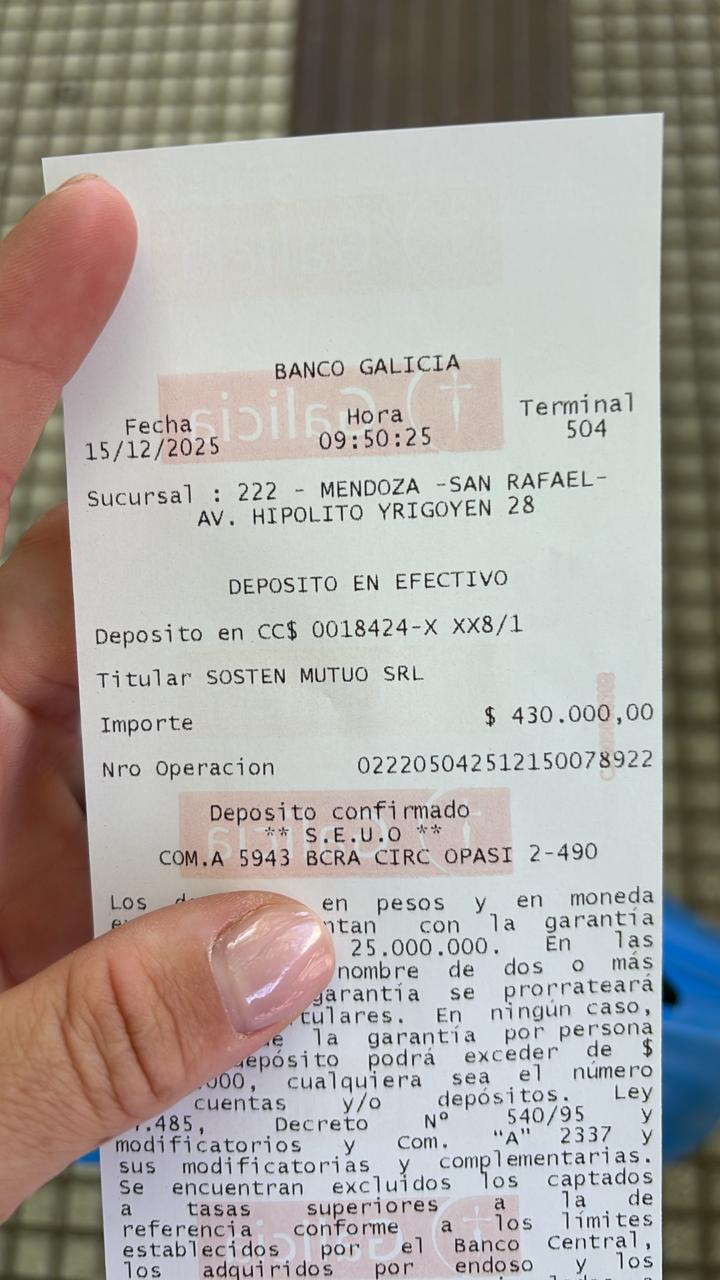 BANCO GALICIA
Fecha Hora Terminal
15/12/2025 09:50:25 504
Sucursal : 222 - MENDOZA -SAN RAFAEL-
AV. HIPOLITO YRIGOYEN 28
DEPOSITO EN EFECTIVO
Deposito en CC$ 0018424-X XX8/1
Titular SOSTEN MUTUO SRL
Importe $ 430.000,00
Nro Operacion 022205042512150078922
Deposito confirmado
** S.E.U.O **
COM.A 5943 BCRA CIRC OPASI 2-490
Los en pesos y en moneda
con la garantía
25.000.000. En las
nombre de dos o más
garantía se prorrateará
En ningún caso,
la garantía por persona
depósito podrá exceder de $
cualquiera sea el número
cuentas y/o depósitos. Ley
Decreto Nº 540/95 y
modificatorios y Com. “A” 2337 y
sus modificatorias y complementarias.
Se encuentran excluidos los captados
a tasas superiores a la de
referencia conforme a los límites
establecidos por el Banco Central,
los adquiridos por endoso y los
Galicia
Galicia
Galicia
Galicia